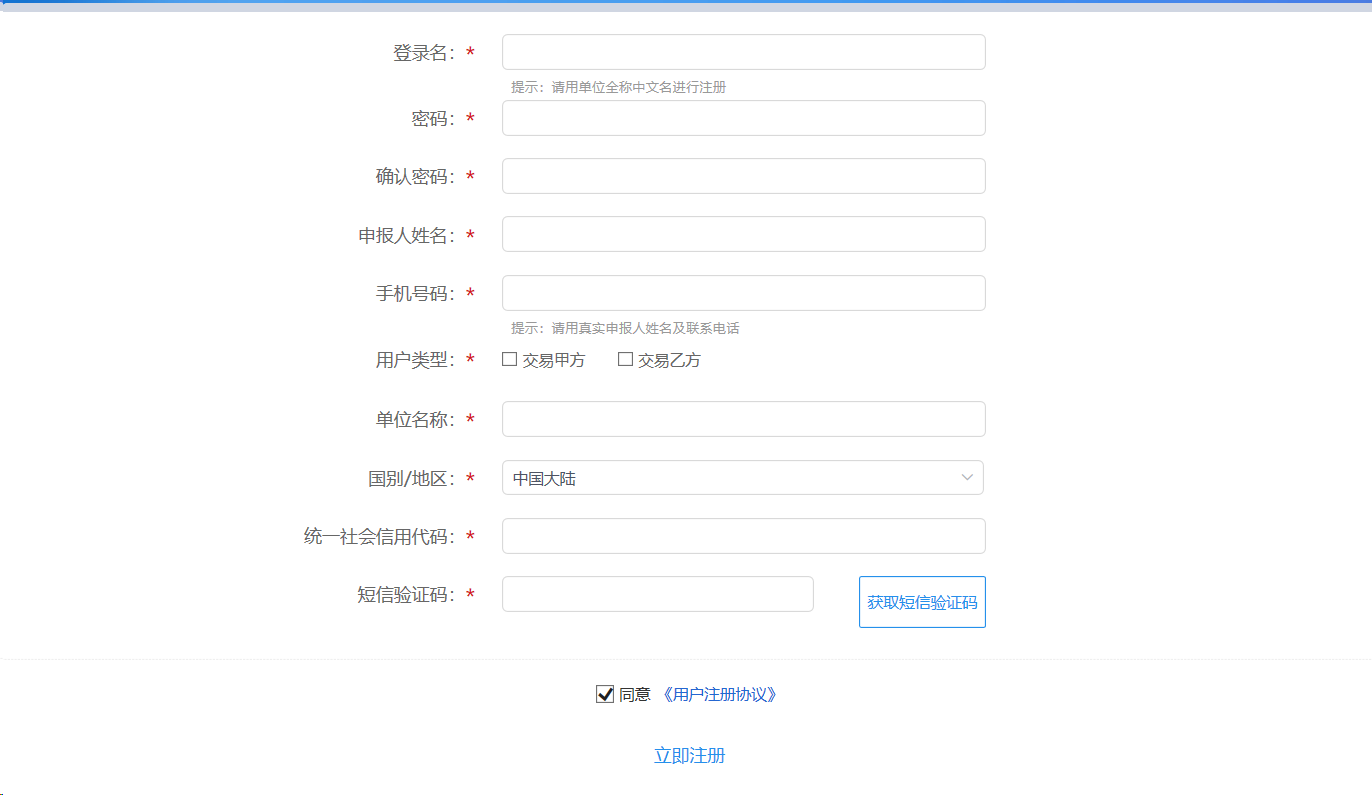 登录名：*
提示：请用单位全称中文名进行注册
密码：*
确认密码：*
申报人姓名：*
手机号码：*
提示：请用真实申报人姓名及联系电话
用户类型：* 交易甲方 交易乙方
单位名称：*
国别/地区：* 中国大陆
统一社会信用代码：*
短信验证码：* 获取短信验证码
同意 《用户注册协议》
立即注册